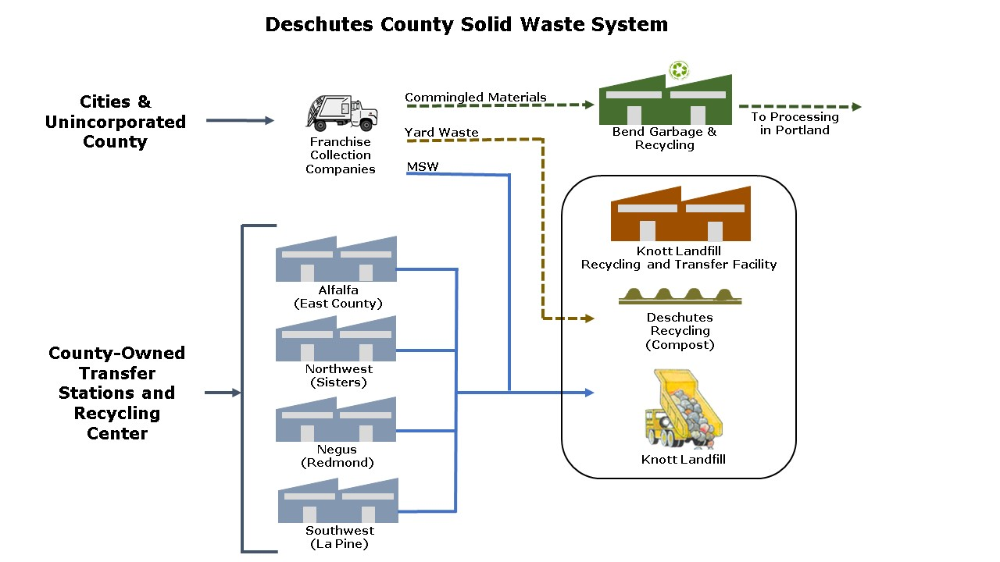 Deschutes County Solid Waste System
Cities &
Unincorporated
County
Franchise
Collection
Companies
Commingled Materials
Yard Waste
MSW
Bend Garbage &
Recycling
To Processing
in Portland
Knott Landfill
Recycling and Transfer Facility
Deschutes
Recycling
(Compost)
Knott Landfill
County-Owned
Transfer
Stations and
Recycling
Center
Alfalfa
(East County)
Northwest
(Sisters)
Negus
(Redmond)
Southwest
(La Pine)